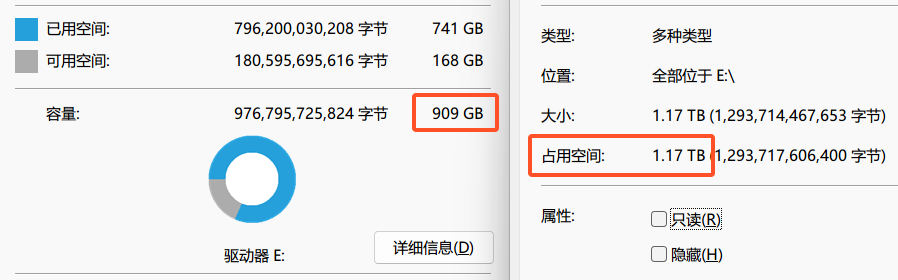 已用空间: 796,200,030,208 字节 741 GB
可用空间: 180,595,695,616 字节 168 GB
容量: 976,795,725,824 字节 909 GB
驱动器 E:
详细信息(D)
类型: 多种类型
位置: 全部位于 E:\
大小: 1.17 TB (1,293,714,467,653 字节)
占用空间: 1.17 TB (1,293,717,606,400 字节)
属性: 只读(R)
隐藏(H)